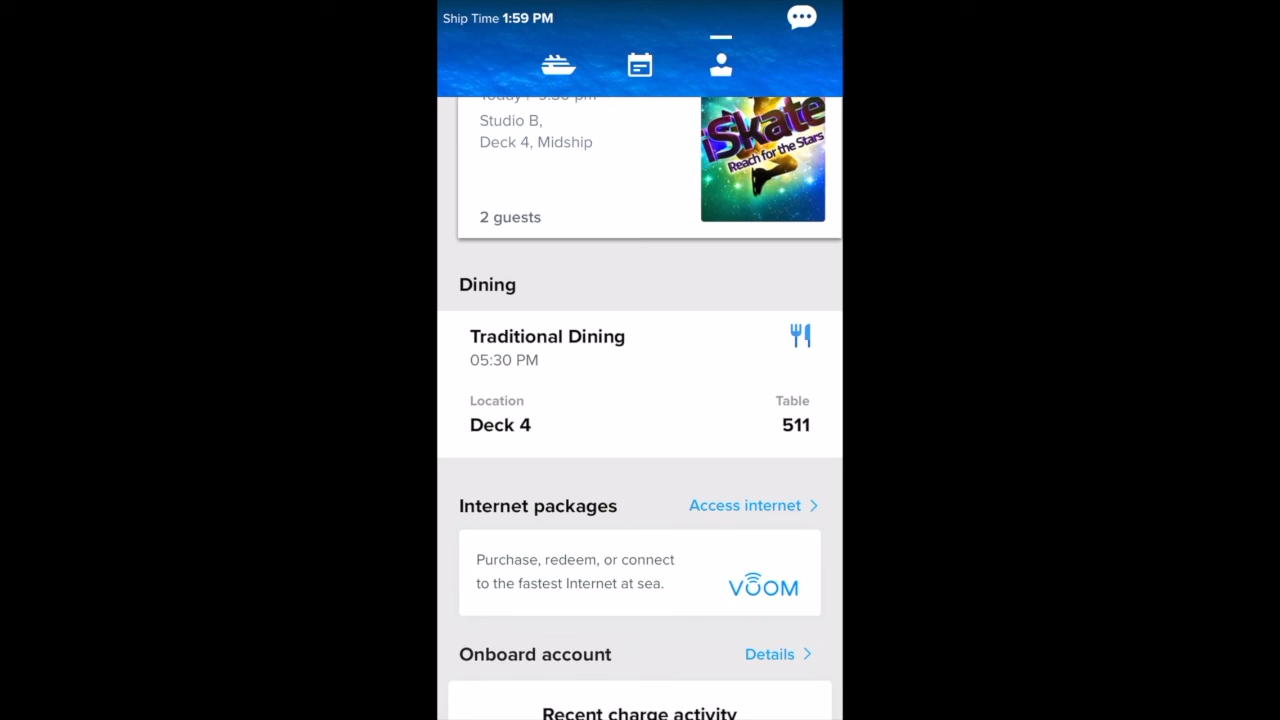 Ship Time 1:59 PM
Studio B,
Deck 4, Midship
iSkate
Reach for the Stars
2 guests
Dining
Traditional Dining
05:30 PM
Location
Table
Deck 4
511
Internet packages
Access internet
Purchase, redeem, or connect
to the fastest Internet at sea.
VOOM
Onboard account
Details
Recent charge activity